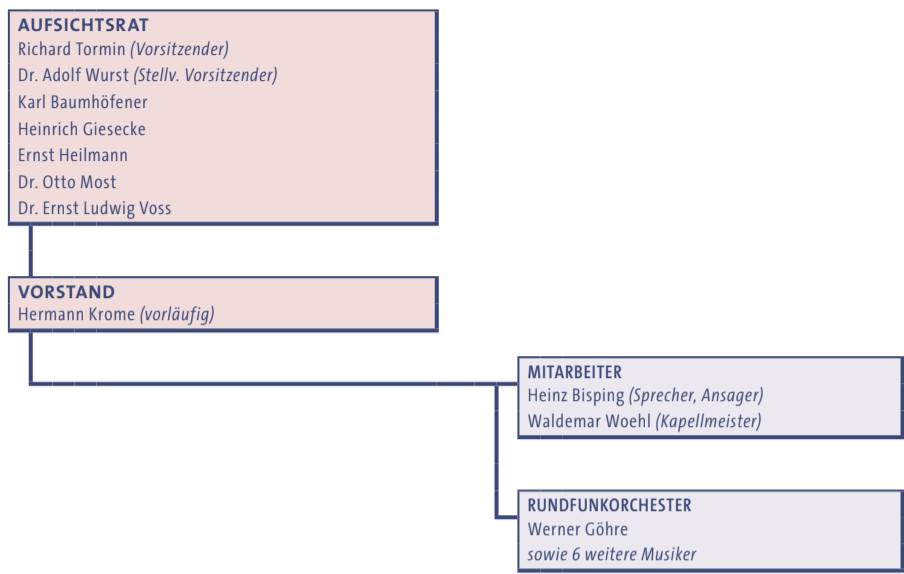 AUFSICHTSRAT
Richard Tormin (Vorsitzender)
Dr. Adolf Wurst (Stellv. Vorsitzender)
Karl Baumhöfener
Heinrich Giesecke
Ernst Heilmann
Dr. Otto Most
Dr. Ernst Ludwig Voss
VORSTAND
Hermann Krome (vorläufig)
MITARBEITER
Heinz Bisping (Sprecher, Ansager)
Waldemar Woehl (Kapellmeister)
RUNDFUNKORCHESTER
Werner Göhre
sowie 6 weitere Musiker